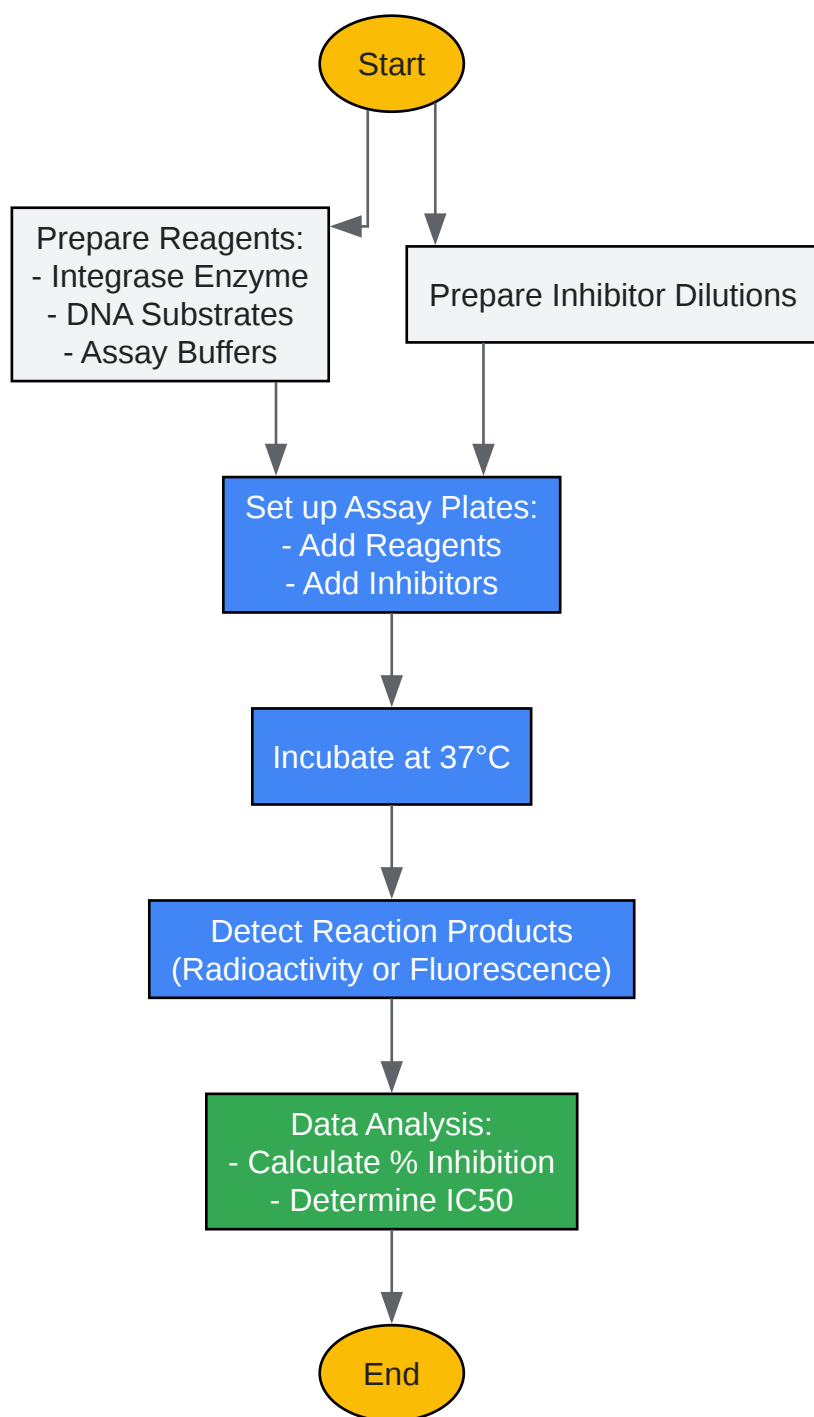 Start
Prepare Reagents:
- Integrase Enzyme
- DNA Substrates
- Assay Buffers
Prepare Inhibitor Dilutions
Set up Assay Plates:
- Add Reagents
- Add Inhibitors
Incubate at 37°C
Detect Reaction Products
(Radioactivity or Fluorescence)
Data Analysis:
- Calculate % Inhibition
- Determine IC50
End